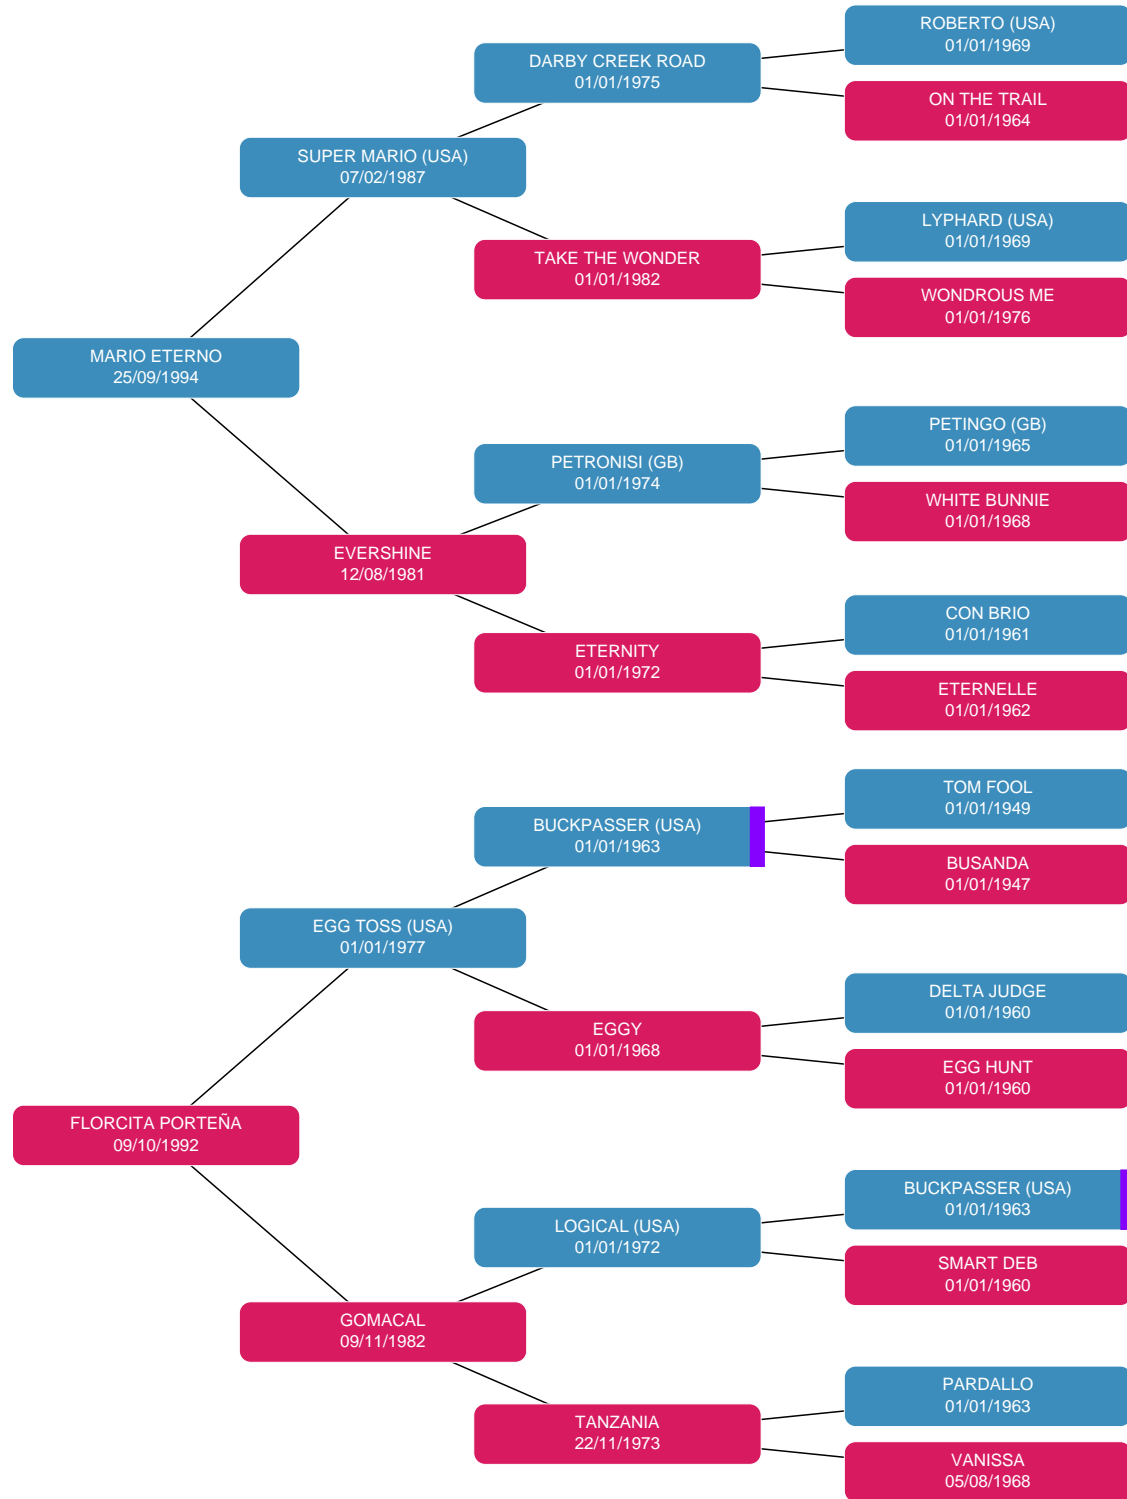 ROBERTO (USA)
01/01/1969
DARBY CREEK ROAD
01/01/1975
ON THE TRAIL
01/01/1964
SUPER MARIO (USA)
07/02/1987
LYPHARD (USA)
01/01/1969
TAKE THE WONDER
01/01/1982
WONDROUS ME
01/01/1976
MARIO ETERNO
25/09/1994
PETINGO (GB)
01/01/1965
PETRONISI (GB)
01/01/1974
WHITE BUNNIE
01/01/1968
EVERSHINE
12/08/1981
CON BRIO
01/01/1961
ETERNITY
01/01/1972
ETERNELLE
01/01/1962
TOM FOOL
01/01/1949
BUCKPASSER (USA)
01/01/1963
BUSANDA
01/01/1947
EGG TOSS (USA)
01/01/1977
DELTA JUDGE
01/01/1960
EGGY
01/01/1968
EGG HUNT
01/01/1960
FLORCITA PORTEÑA
09/10/1992
BUCKPASSER (USA)
01/01/1963
LOGICAL (USA)
01/01/1972
SMART DEB
01/01/1960
GOMACAL
09/11/1982
PARDALLO
01/01/1963
TANZANIA
22/11/1973
VANISSA
05/08/1968